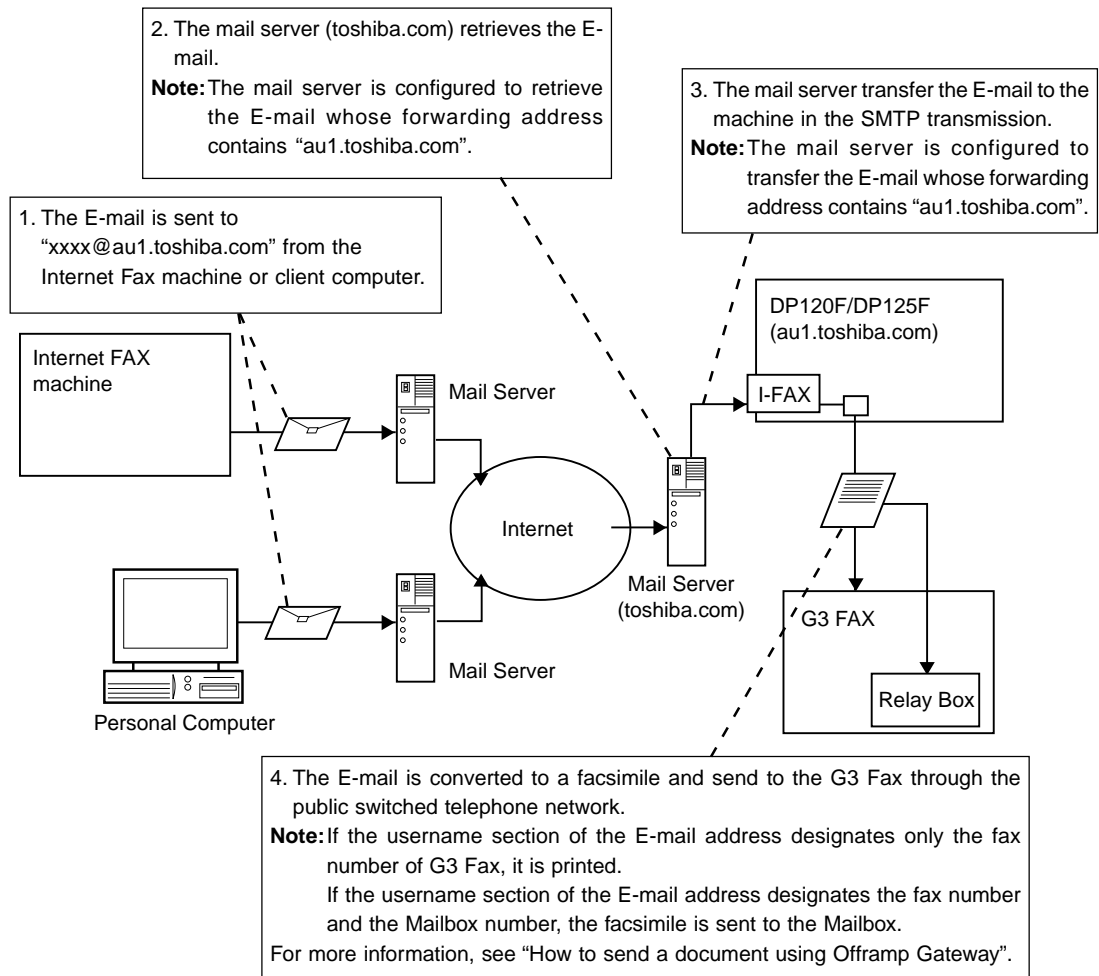 2. The mail server (toshiba.com) retrieves the E-
mail.
Note: The mail server is configured to retrieve
the E-mail whose forwarding address
contains “au1.toshiba.com”.
3. The mail server transfer the E-mail to the
machine in the SMTP transmission.
Note: The mail server is configured to
transfer the E-mail whose forwarding
address contains “au1.toshiba.com”.
1. The E-mail is sent to
“xxxx@au1.toshiba.com” from the
Internet Fax machine or client computer.
DP120F/DP125F
(au1.toshiba.com)
Internet FAX
machine
Mail Server
I-FAX
Internet
Mail Server
(toshiba.com)
G3 FAX
Mail Server
Relay Box
Personal Computer
4. The E-mail is converted to a facsimile and send to the G3 Fax through the
public switched telephone network.
Note: If the username section of the E-mail address designates only the fax
number of G3 Fax, it is printed.
If the username section of the E-mail address designates the fax number
and the Mailbox number, the facsimile is sent to the Mailbox.
For more information, see “How to send a document using Offramp Gateway”.